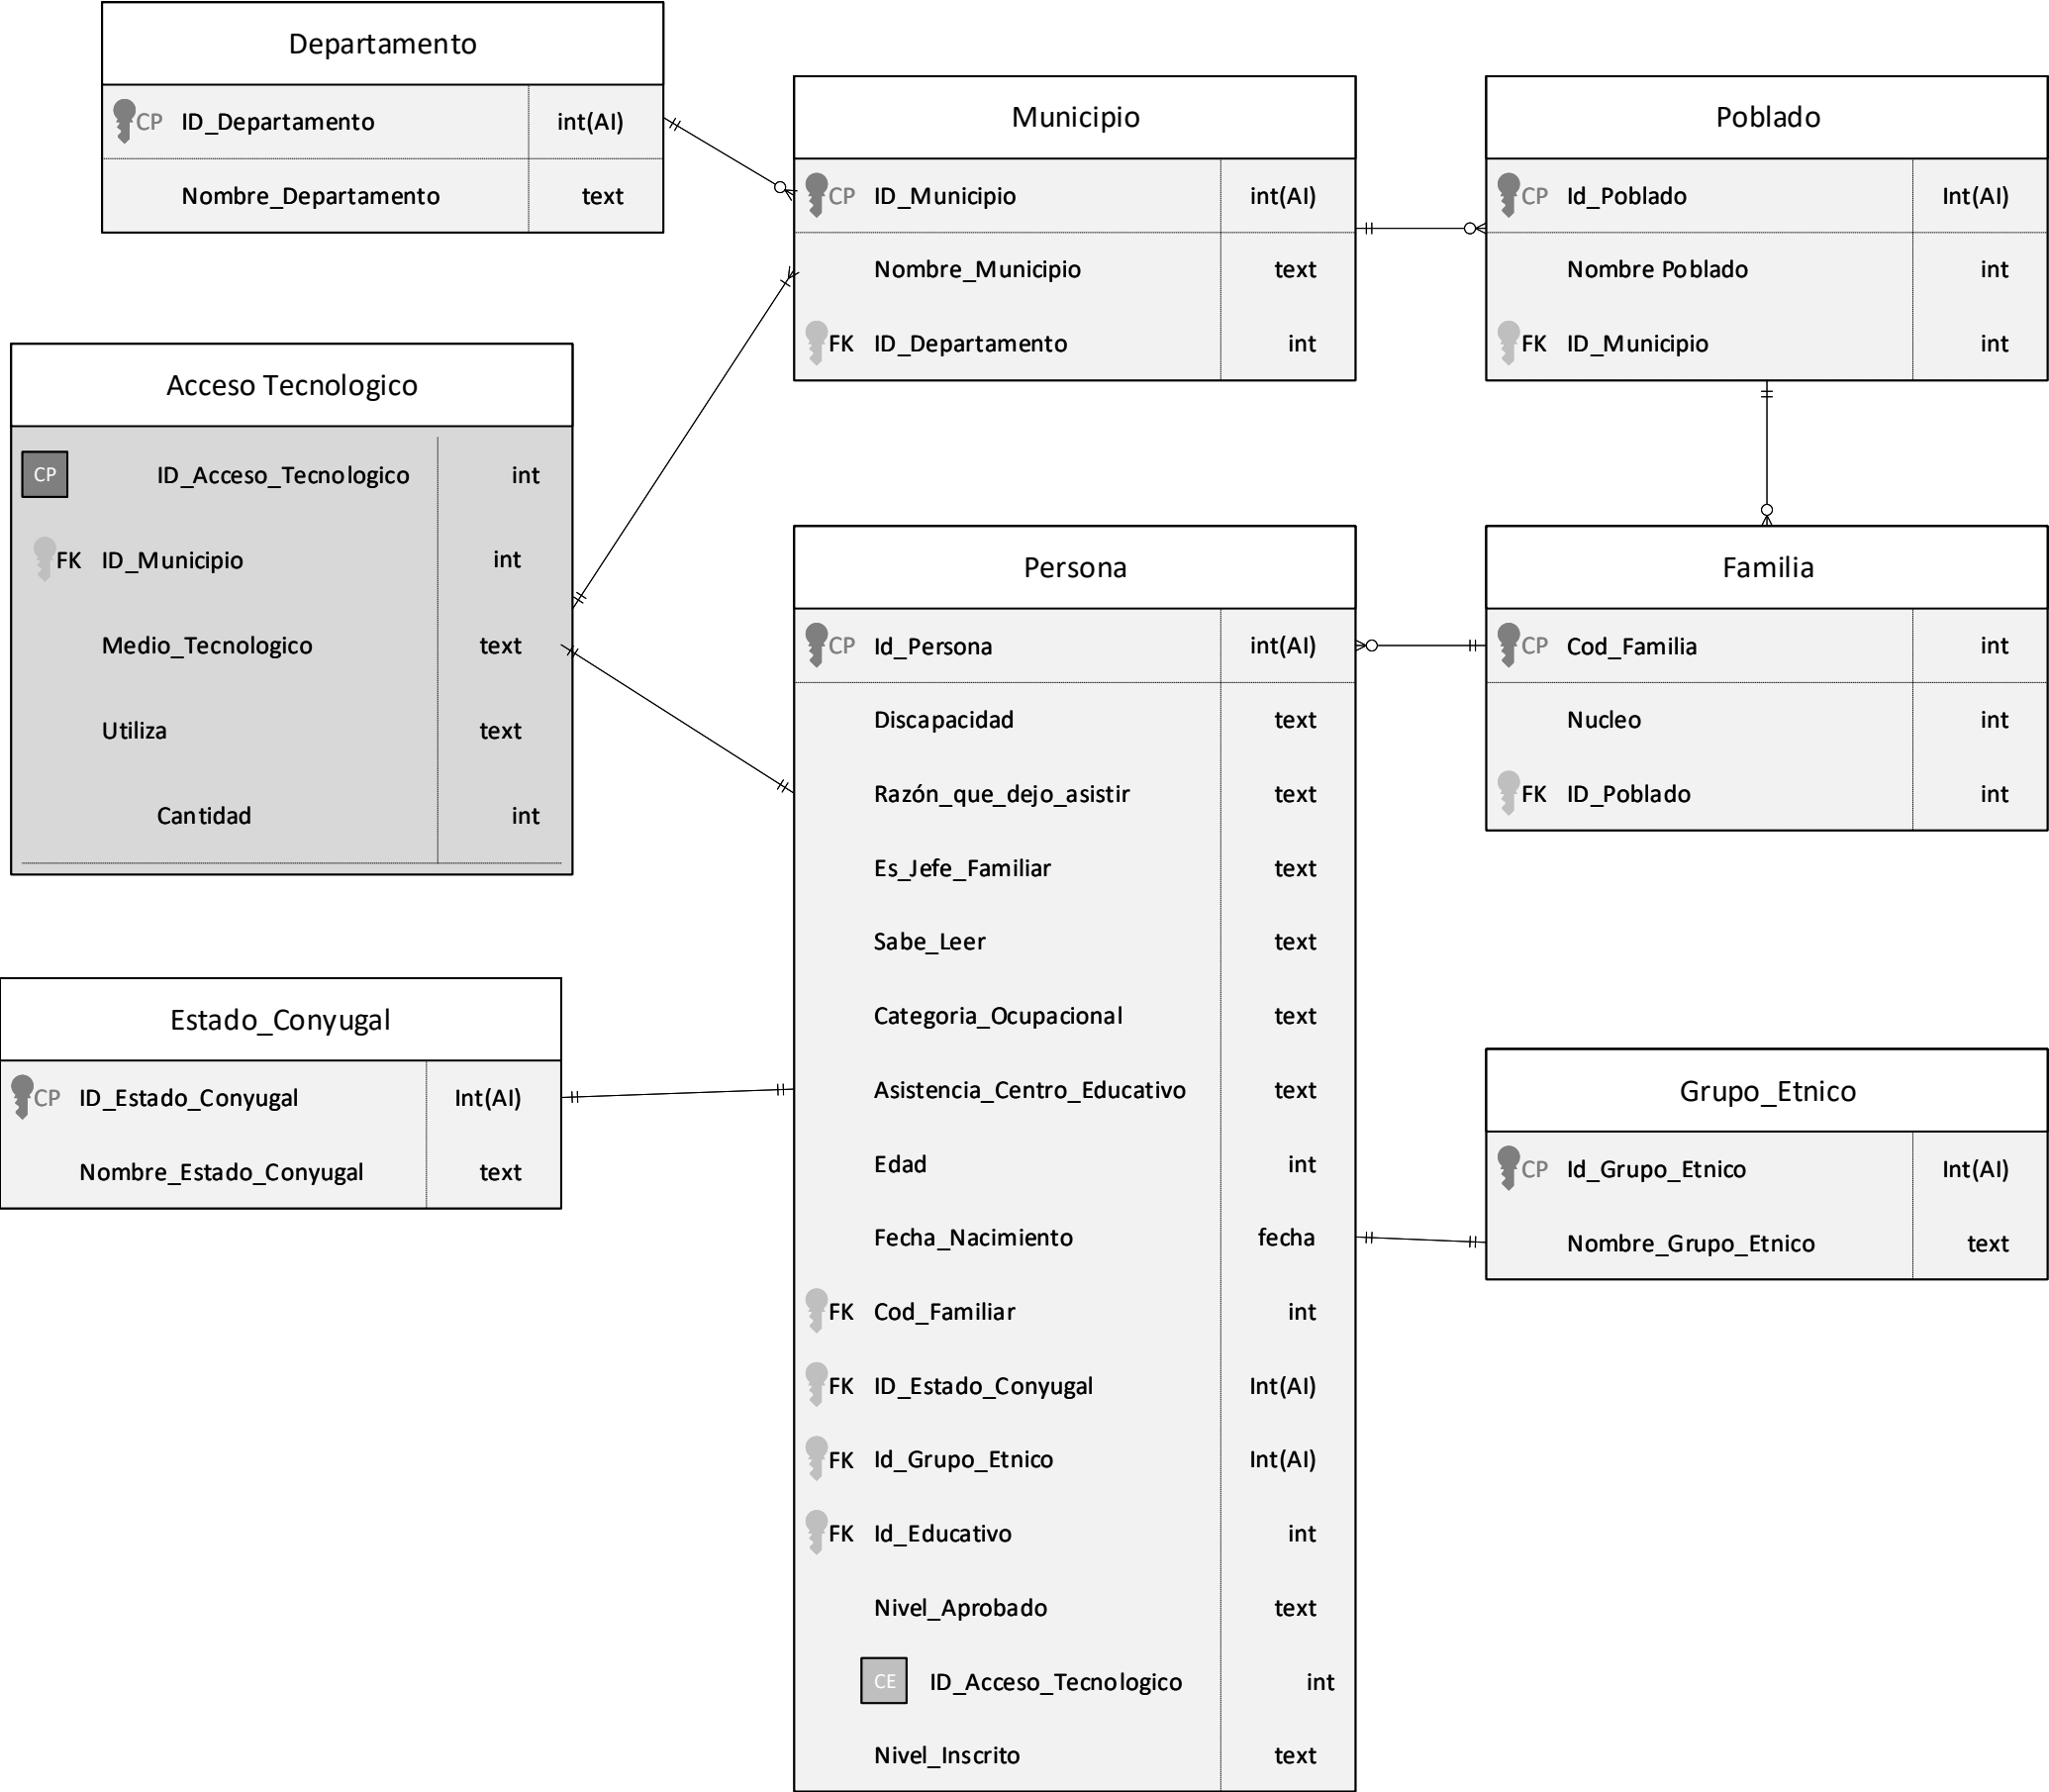 Departamento
CP ID_Departamento int(AI)
Nombre_Departamento text
Municipio
CP ID_Municipio int(AI)
Nombre_Municipio text
FK ID_Departamento int
Poblado
CP Id_Poblado Int(AI)
Nombre Poblado int
FK ID_Municipio int
Acceso Tecnologico
CP ID_Acceso_Tecnologico int
FK ID_Municipio int
Medio_Tecnologico text
Utiliza text
Cantidad int
Persona
CP Id_Persona int(AI)
Discapacidad text
Razón_que_dejo_asistir text
Es_Jefe_Familiar text
Sabe_Leer text
Categoria_Ocupacional text
Asistencia_Centro_Educativo text
Edad int
Fecha_Nacimiento fecha
FK Cod_Familiar int
FK ID_Estado_Conyugal Int(AI)
FK Id_Grupo_Etnico Int(AI)
FK Id_Educativo int
Nivel_Aprobado text
CE ID_Acceso_Tecnologico int
Nivel_Inscrito text
Familia
CP Cod_Familia int
Nucleo int
FK ID_Poblado int
Estado_Conyugal
CP ID_Estado_Conyugal Int(AI)
Nombre_Estado_Conyugal text
Grupo_Etnico
CP Id_Grupo_Etnico Int(AI)
Nombre_Grupo_Etnico text